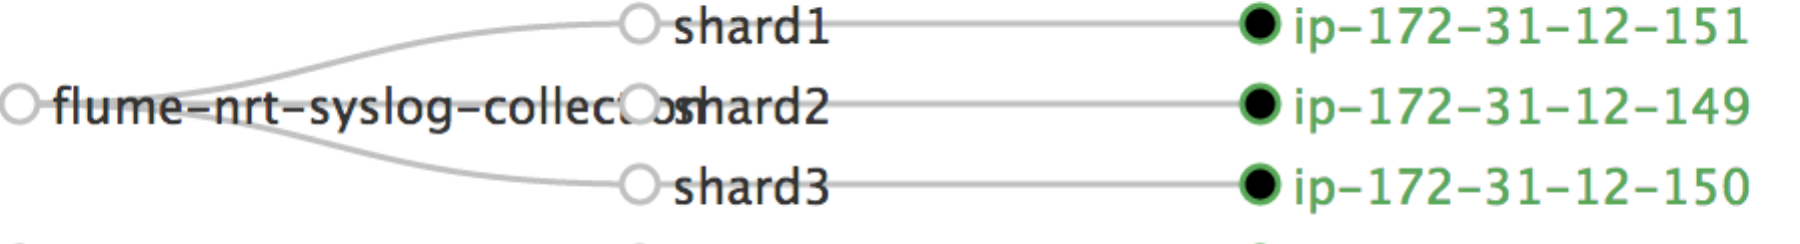 shard1 ip-172-31-12-151
flume-nrt-syslog-collection shard2 ip-172-31-12-149
shard3 ip-172-31-12-150